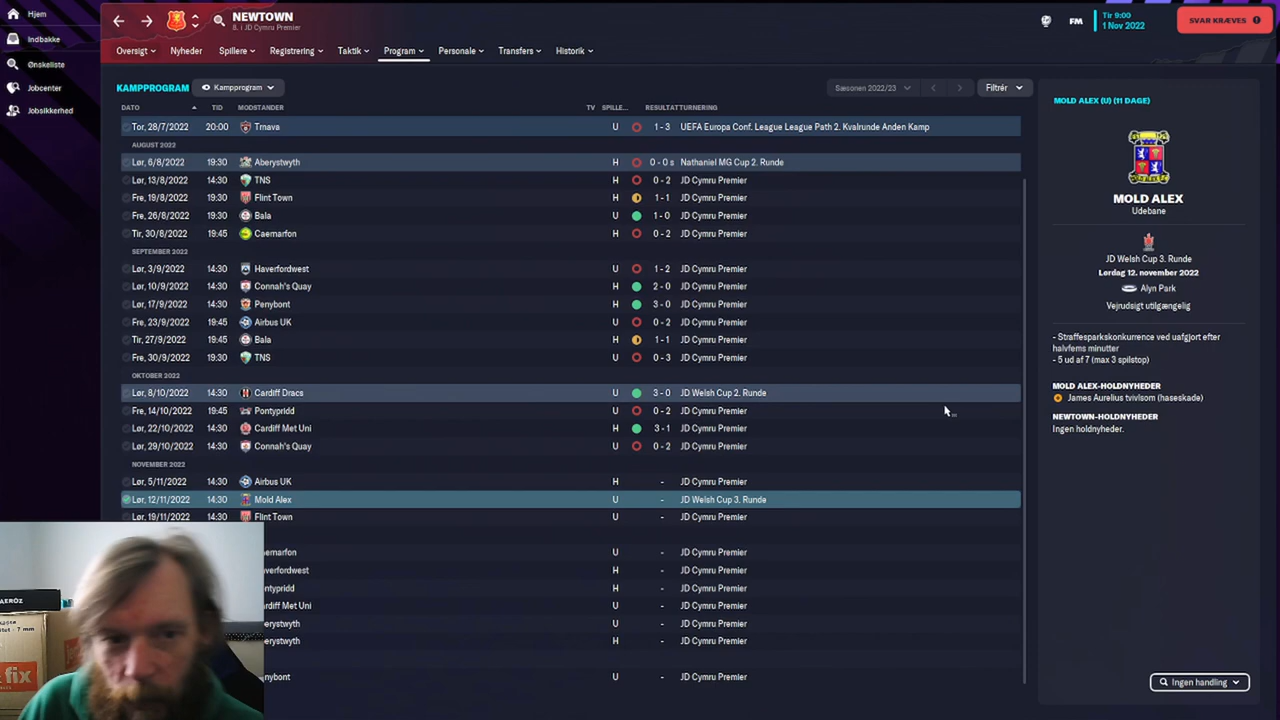 Hjem
Indbakke
Ønskeliste
Jobcenter
Jobsikkerhed
NEWTOWN
8. i JD Cymru Premier
FM
Tir 9:00
1 Nov 2022
SVAR KRÆVES
Oversigt Nyheder Spillere Registrering Taktik Program Personale Transfers Historik
KAMPPROGRAM Kampprogram Sæsonen 2022/23 Filtrér
DATO TID MODSTANDER TV SPILLE... RESULTAT TURNERING
Tor, 28/7/2022 20:00 Trnava U 1 - 3 UEFA Europa Conf. League League Path 2. Kvalrunde Anden Kamp
AUGUST 2022
Lør, 6/8/2022 19:30 Aberystwyth H 0 - 0 s Nathaniel MG Cup 2. Runde
Lør, 13/8/2022 14:30 TNS H 0 - 2 JD Cymru Premier
Fre, 19/8/2022 19:30 Flint Town H 1 - 1 JD Cymru Premier
Fre, 26/8/2022 19:30 Bala U 1 - 0 JD Cymru Premier
Tir, 30/8/2022 19:45 Caernarfon H 0 - 2 JD Cymru Premier
SEPTEMBER 2022
Lør, 3/9/2022 14:30 Haverfordwest U 1 - 2 JD Cymru Premier
Lør, 10/9/2022 14:30 Connah's Quay H 2 - 0 JD Cymru Premier
Lør, 17/9/2022 14:30 Penybont H 3 - 0 JD Cymru Premier
Fre, 23/9/2022 19:45 Airbus UK U 0 - 2 JD Cymru Premier
Tir, 27/9/2022 19:45 Bala H 1 - 1 JD Cymru Premier
Fre, 30/9/2022 19:30 TNS U 0 - 3 JD Cymru Premier
OKTOBER 2022
Lør, 8/10/2022 14:30 Cardiff Dracs U 3 - 0 JD Welsh Cup 2. Runde
Fre, 14/10/2022 19:45 Pontypridd U 0 - 2 JD Cymru Premier
Lør, 22/10/2022 14:30 Cardiff Met Uni H 3 - 1 JD Cymru Premier
Lør, 29/10/2022 14:30 Connah's Quay U 0 - 2 JD Cymru Premier
NOVEMBER 2022
Lør, 5/11/2022 14:30 Airbus UK H - JD Cymru Premier
Lør, 12/11/2022 14:30 Mold Alex U - JD Welsh Cup 3. Runde
Lør, 19/11/2022 14:30 Flint Town U - JD Cymru Premier
aernarfon U - JD Cymru Premier
verfordwest H - JD Cymru Premier
ntypridd H - JD Cymru Premier
ardiff Met Uni U - JD Cymru Premier
erystwyth U - JD Cymru Premier
erystwyth H - JD Cymru Premier
nybont U - JD Cymru Premier
MOLD ALEX (U) (11 DAGE)
MOLD ALEX
Udebane
JD Welsh Cup 3. Runde
Lørdag 12. november 2022
Alyn Park
Vejrudsigt utilgængelig
- Straffesparkskonkurrence ved uafgjort efter
halvfems minutter
- 5 ud af 7 (max 3 spilstop)
MOLD ALEX-HOLDNYHEDER
James Aurelius tvivlsom (haseskade)
NEWTOWN-HOLDNYHEDER
Ingen holdnyheder.
Ingen handling
fix